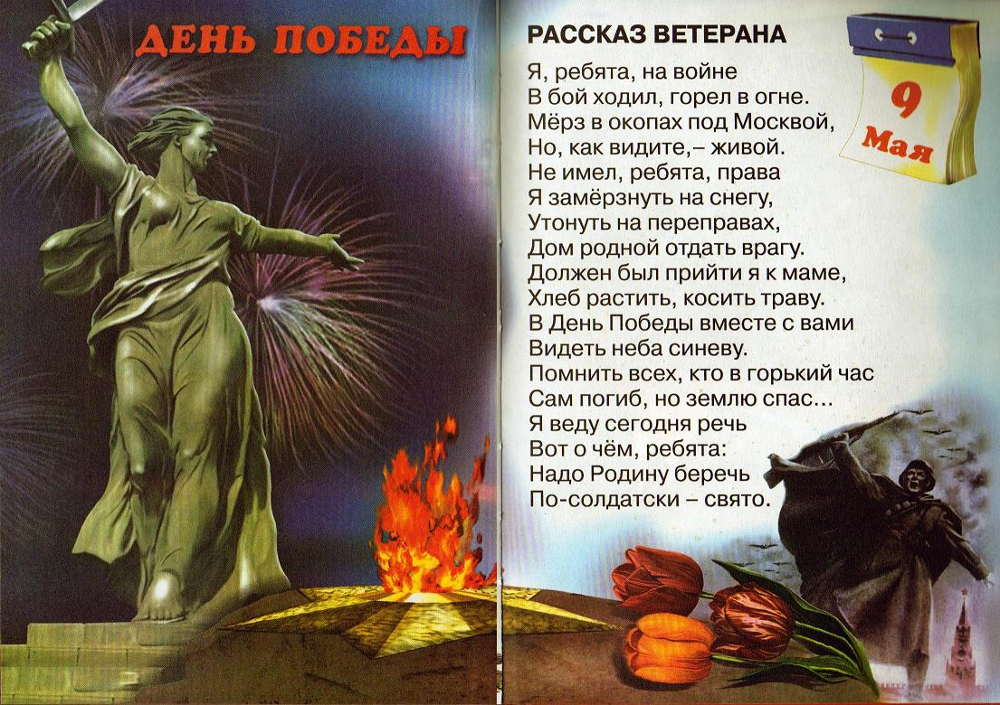 ДЕНЬ ПОБЕДЫ
РАССКАЗ ВЕТЕРАНА
Я, ребята, на войне
В бой ходил, горел в огне.
Мёрз в окопах под Москвой,
Но, как видите,– живой.
Не имел, ребята, права
Я замёрзнуть на снегу,
Утонуть на переправах,
Дом родной отдать врагу.
Должен был прийти я к маме,
Хлеб растить, косить траву.
В День Победы вместе с вами
Видеть неба синеву.
Помнить всех, кто в горький час
Сам погиб, но землю спас...
Я веду сегодня речь
Вот о чём, ребята:
Надо Родину беречь
По-солдатски – свято.
9
Мая